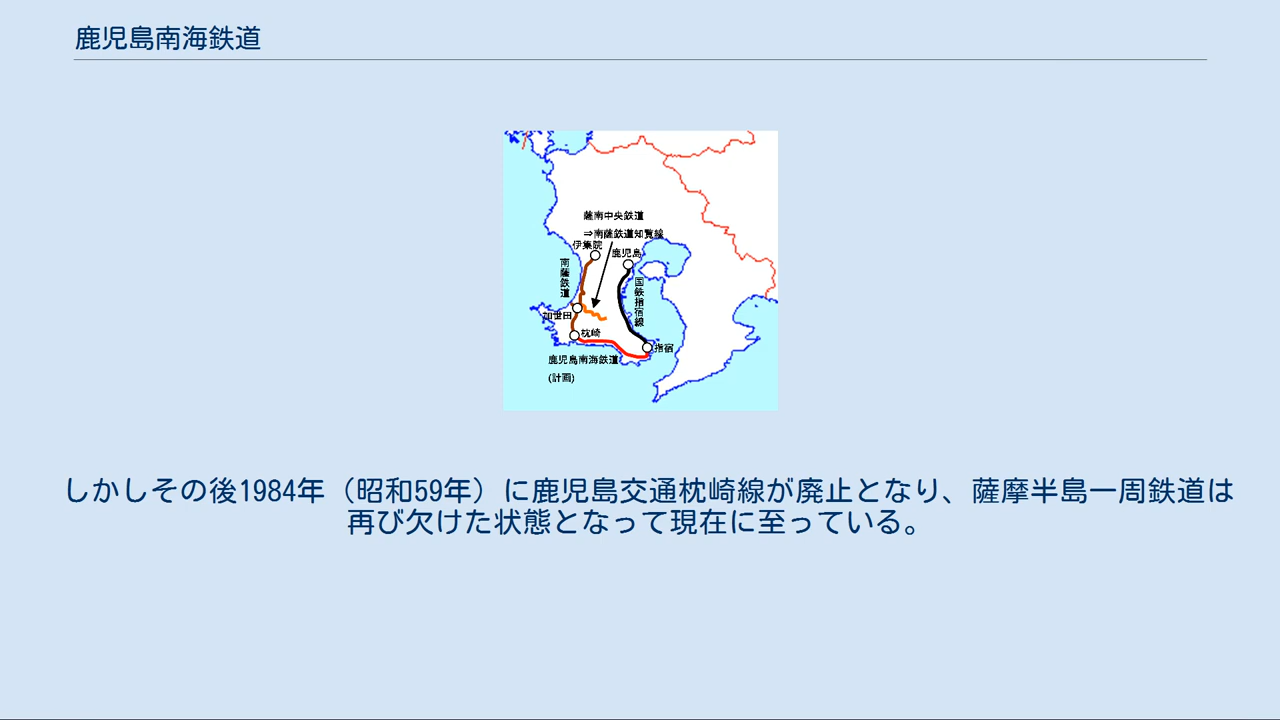 鹿児島南海鉄道
薩南中央鉄道
⇒南薩鉄道知覧線
伊集院
鹿児島
南薩鉄道
国鉄指宿線
加世田
枕崎
指宿
鹿児島南海鉄道
(計画)
しかしその後1984年（昭和59年）に鹿児島交通枕崎線が廃止となり、薩摩半島一周鉄道は
再び欠けた状態となって現在に至っている。